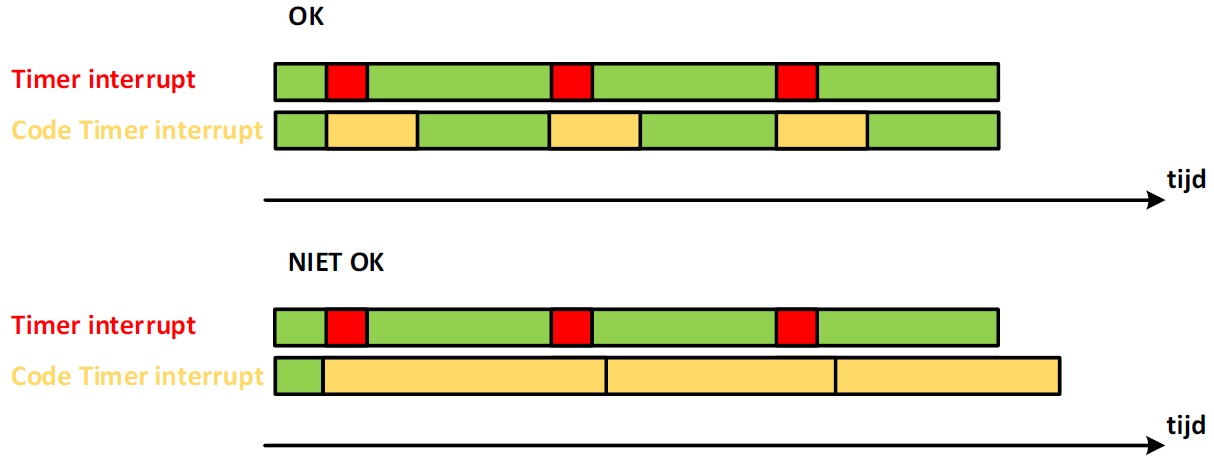 OK
Timer interrupt
Code Timer interrupt
tijd
NIET OK
Timer interrupt
Code Timer interrupt
tijd